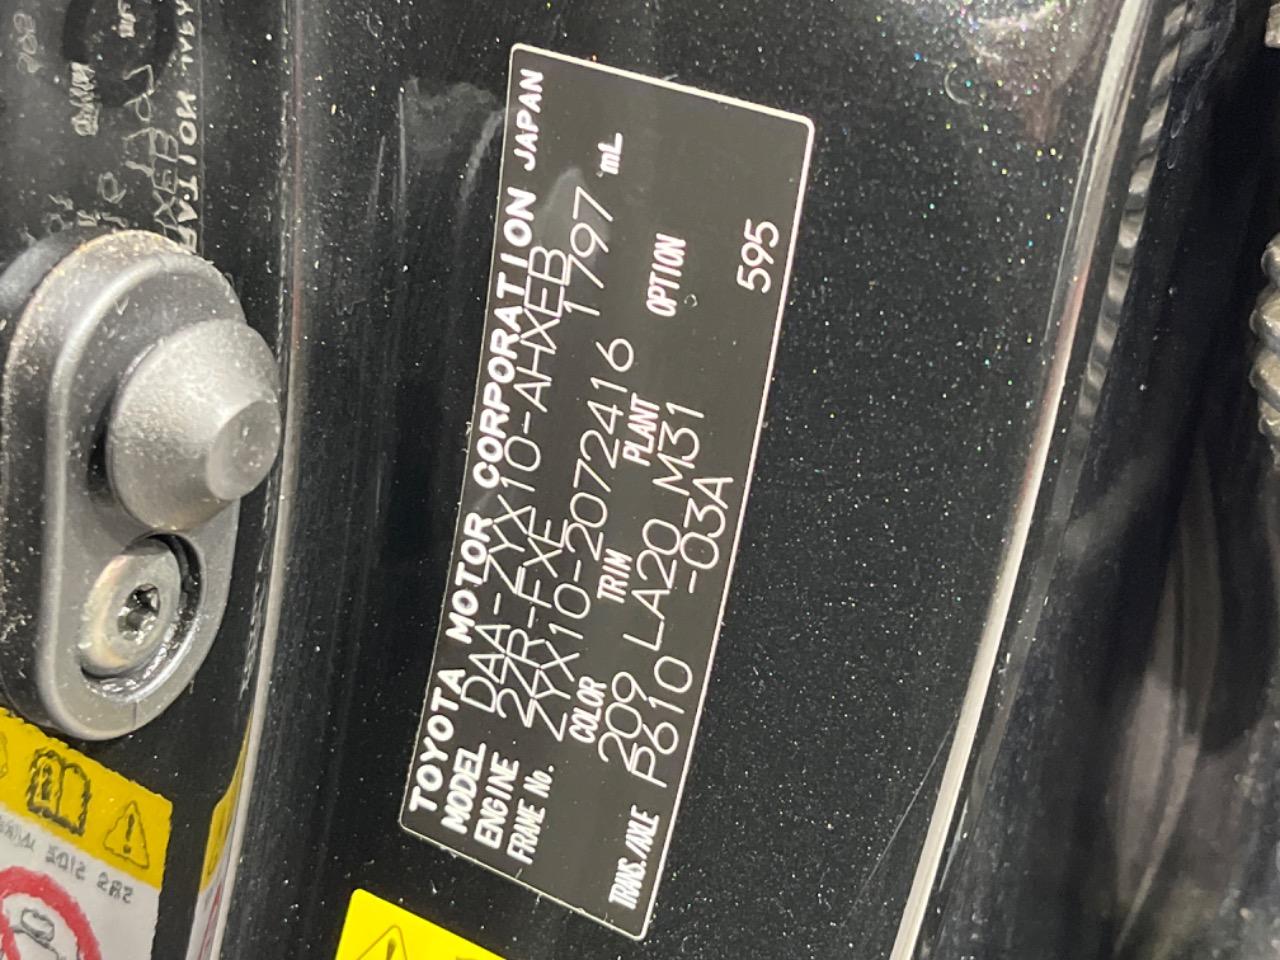 TOYOTA MOTOR CORPORATION JAPAN
MODEL DAA-ZYX10-AHXEB
ENGINE 2ZR-FXE 1797 mL
FRAME No. ZYX10-2072416
COLOR TRIM PLANT OPTION
209 LA20 M31
TRANS./AXLE P610 -03A 595